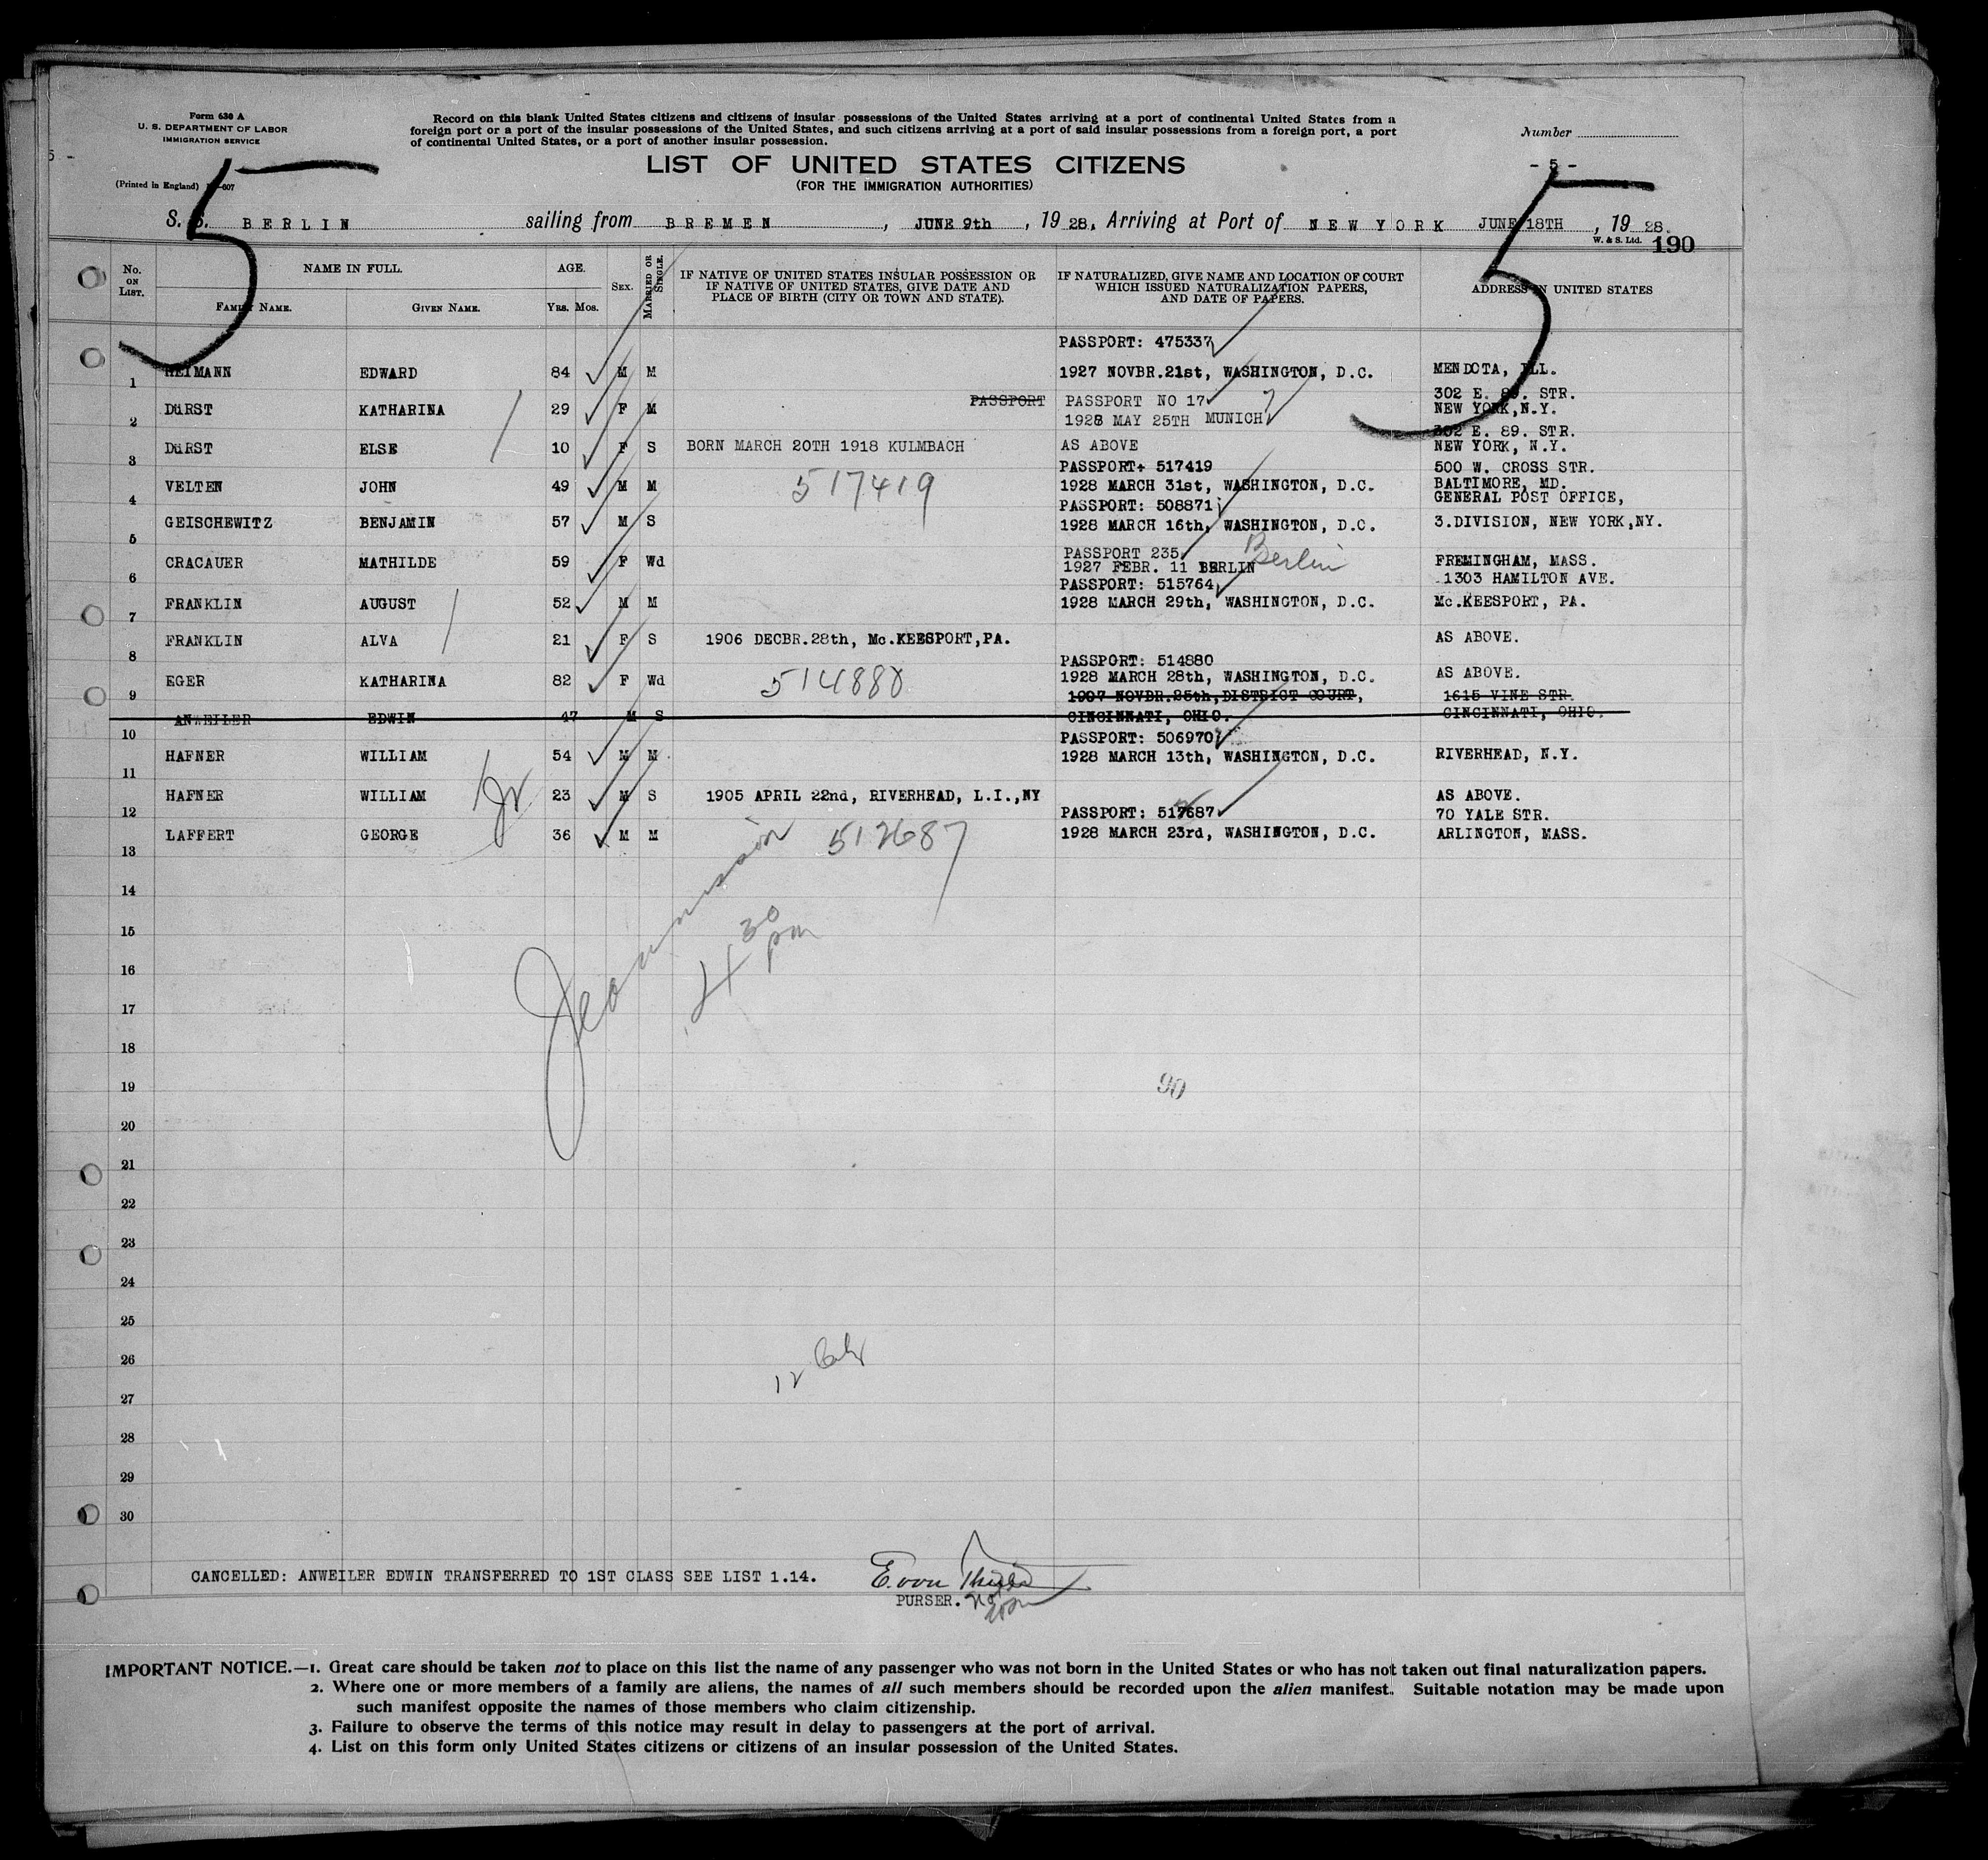 Form 630 A
U. S. DEPARTMENT OF LABOR
IMMIGRATION SERVICE
(Printed in England)
Record on this blank United States citizens and citizens of insular possessions of the United States arriving at a port of continental United States from a
foreign port or a port of the insular possessions of the United States, and such citizens arriving at a port of said insular possessions from a foreign port, a port
of continental United States, or a port of another insular possession.
Number
LIST OF UNITED STATES CITIZENS
(FOR THE IMMIGRATION AUTHORITIES)
- 5 -
5
5
S. S. BERLIN sailing from BREMEN, JUNE 9th, 1928, Arriving at Port of NEW YORK JUNE 18TH, 1928.
W. & S. Ltd. 190
No. ON LIST. NAME IN FULL. AGE. SEX. MARRIED OR SINGLE. IF NATIVE OF UNITED STATES INSULAR POSSESSION OR IF NATIVE OF UNITED STATES, GIVE DATE AND PLACE OF BIRTH (CITY OR TOWN AND STATE). IF NATURALIZED, GIVE NAME AND LOCATION OF COURT WHICH ISSUED NATURALIZATION PAPERS, AND DATE OF PAPERS. ADDRESS IN UNITED STATES
FAMILY NAME. GIVEN NAME. Yrs. Mos.
PASSPORT: 475337
1 HEIMANN EDWARD 84 M M 1927 NOVBR.21st, WASHINGTON, D.C. MENDOTA, ILL.
PASSPORT PASSPORT NO 17 302 E. 89. STR.
2 DüRST KATHARINA 29 F M 1928 MAY 25TH MUNICH NEW YORK,N.Y.
302 E. 89. STR.
3 DüRST ELSE 10 F S BORN MARCH 20TH 1918 KULMBACH AS ABOVE NEW YORK, N.Y.
PASSPORT+ 517419 500 W. CROSS STR.
4 VELTEN JOHN 49 M M 517419 1928 MARCH 31st, WASHINGTON, D.C. BALTIMORE, MD.
PASSPORT: 508871 GENERAL POST OFFICE,
5 GEISCHEWITZ BENJAMIN 57 M S 1928 MARCH 16th, WASHINGTON, D.C. 3.DIVISION, NEW YORK,NY.
PASSPORT 235 Berlin
6 CRACAUER MATHILDE 59 F Wd 1927 FEBR. 11 BERLIN FREMINGHAM, MASS.
PASSPORT: 515764 1303 HAMILTON AVE.
7 FRANKLIN AUGUST 52 M M 1928 MARCH 29th, WASHINGTON, D.C. Mc.KEESPORT, PA.
8 FRANKLIN ALVA 21 F S 1906 DECBR.28th, Mc.KEESPORT,PA. AS ABOVE.
PASSPORT: 514880
9 EGER KATHARINA 82 F Wd 514880 1928 MARCH 28th, WASHINGTON, D.C. AS ABOVE.
1907 NOVBR.25th,DISTRICT COURT, 1615 VINE STR.
10 ANWEILER EDWIN 47 M S CINCINNATI, OHIO. CINCINNATI, OHIO.
PASSPORT: 506970
11 HAFNER WILLIAM 54 M M 1928 MARCH 13th, WASHINGTON, D.C. RIVERHEAD, N.Y.
12 HAFNER WILLIAM Jr 23 M S 1905 APRIL 22nd, RIVERHEAD, L.I.,NY AS ABOVE.
PASSPORT: 512687 70 YALE STR.
13 LAFFERT GEORGE 36 M M 512687 1928 MARCH 23rd, WASHINGTON, D.C. ARLINGTON, MASS.
14
15
4 30 pm
16
17
18
19
90
20
21
22
23
24
25
26
12
27
28
29
30
CANCELLED: ANWEILER EDWIN TRANSFERRED TO 1ST CLASS SEE LIST 1.14.
E. von
PURSER.
IMPORTANT NOTICE.—1. Great care should be taken not to place on this list the name of any passenger who was not born in the United States or who has not taken out final naturalization papers.
2. Where one or more members of a family are aliens, the names of all such members should be recorded upon the alien manifest. Suitable notation may be made upon
such manifest opposite the names of those members who claim citizenship.
3. Failure to observe the terms of this notice may result in delay to passengers at the port of arrival.
4. List on this form only United States citizens or citizens of an insular possession of the United States.